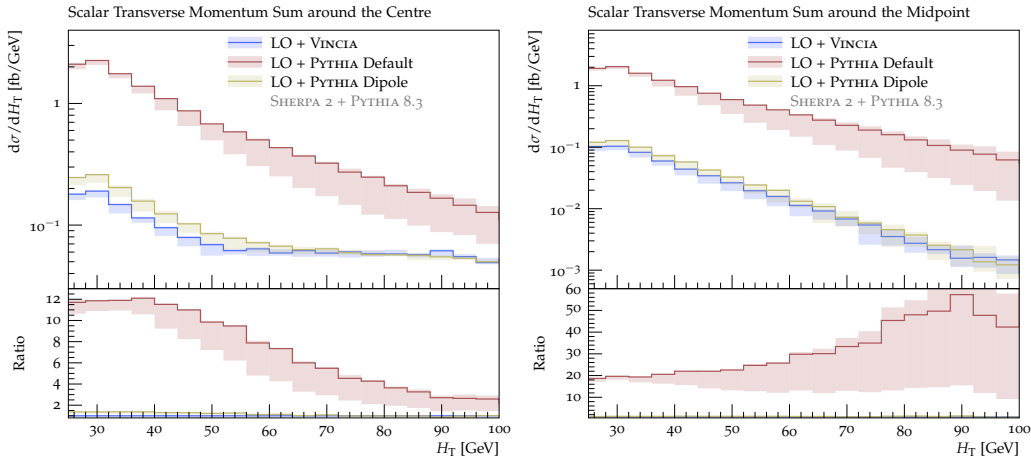 Scalar Transverse Momentum Sum around the Centre
LO + VINCIA
LO + PYTHIA Default
LO + PYTHIA Dipole
SHERPA 2 + PYTHIA 8.3
1
10⁻¹
dσ/dH_T [fb/GeV]
12
10
8
6
4
2
Ratio
30 40 50 60 70 80 90 100
H_T [GeV]
Scalar Transverse Momentum Sum around the Midpoint
LO + VINCIA
LO + PYTHIA Default
LO + PYTHIA Dipole
SHERPA 2 + PYTHIA 8.3
1
10⁻¹
10⁻²
10⁻³
dσ/dH_T [fb/GeV]
60
50
40
30
20
10
Ratio
30 40 50 60 70 80 90 100
H_T [GeV]